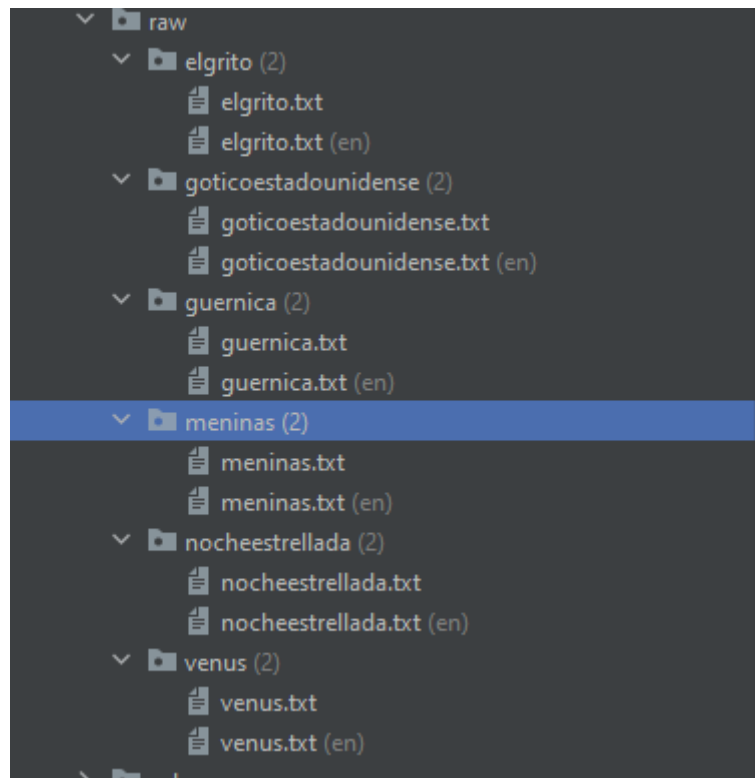 raw
elgrito (2)
elgrito.txt
elgrito.txt (en)
goticoestadounidense (2)
goticoestadounidense.txt
goticoestadounidense.txt (en)
guernica (2)
guernica.txt
guernica.txt (en)
meninas (2)
meninas.txt
meninas.txt (en)
nocheestrellada (2)
nocheestrellada.txt
nocheestrellada.txt (en)
venus (2)
venus.txt
venus.txt (en)